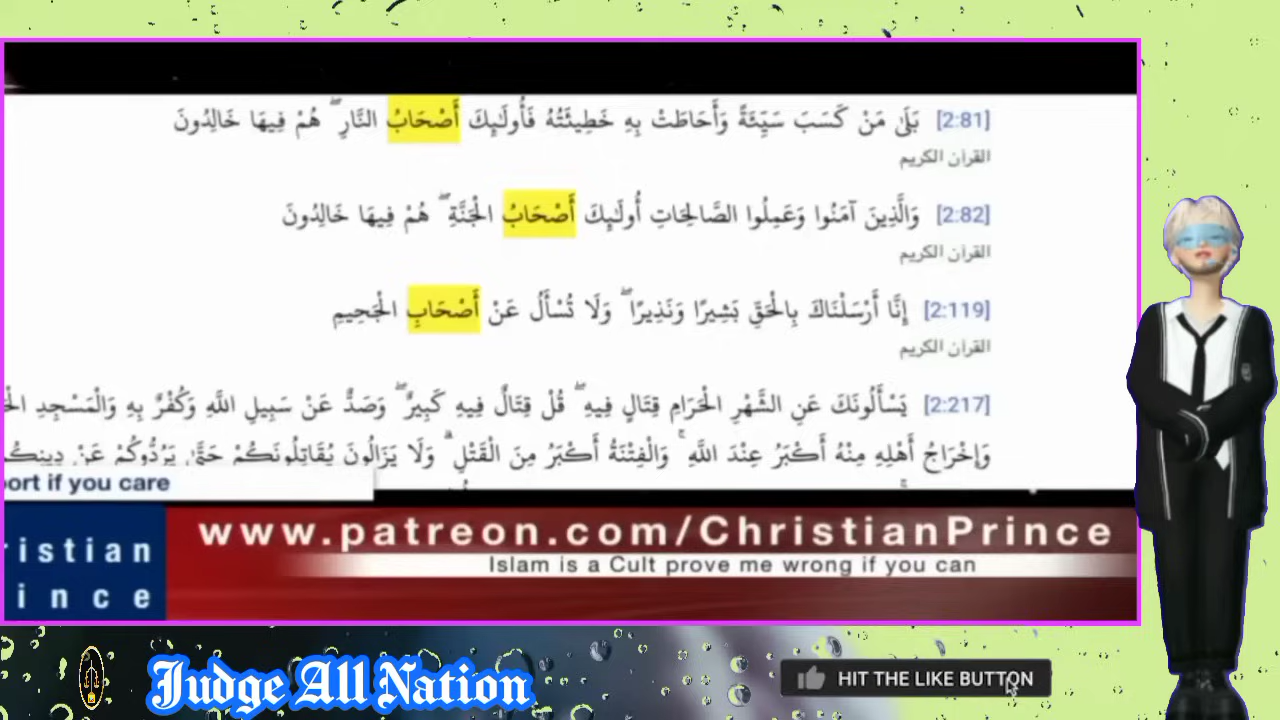 [2:81] بَلَىٰ مَنْ كَسَبَ سَيِّئَةً وَأَحَاطَتْ بِهِ خَطِيئَتُهُ فَأُولَٰئِكَ أَصْحَابُ النَّارِ ۖ هُمْ فِيهَا خَالِدُونَ
القرآن الكريم
[2:82] وَالَّذِينَ آمَنُوا وَعَمِلُوا الصَّالِحَاتِ أُولَٰئِكَ أَصْحَابُ الْجَنَّةِ ۖ هُمْ فِيهَا خَالِدُونَ
القرآن الكريم
[2:119] إِنَّا أَرْسَلْنَاكَ بِالْحَقِّ بَشِيرًا وَنَذِيرًا ۖ وَلَا تُسْأَلُ عَنْ أَصْحَابِ الْجَحِيمِ
القرآن الكريم
[2:217] يَسْأَلُونَكَ عَنِ الشَّهْرِ الْحَرَامِ قِتَالٍ فِيهِ ۖ قُلْ قِتَالٌ فِيهِ كَبِيرٌ ۖ وَصَدٌّ عَنْ سَبِيلِ اللَّهِ وَكُفْرٌ بِهِ وَالْمَسْجِدِ
وَإِخْرَاجُ أَهْلِهِ مِنْهُ أَكْبَرُ عِنْدَ اللَّهِ ۚ وَالْفِتْنَةُ أَكْبَرُ مِنَ الْقَتْلِ ۗ وَلَا يَزَالُونَ يُقَاتِلُونَكُمْ حَتَّىٰ يَرُدُّوكُمْ عَنْ دِينِكُمْ
ort if you care
www.patreon.com/ChristianPrince
ristian
Islam is a Cult prove me wrong if you can
ince
Judge All Nation
HIT THE LIKE BUTTON